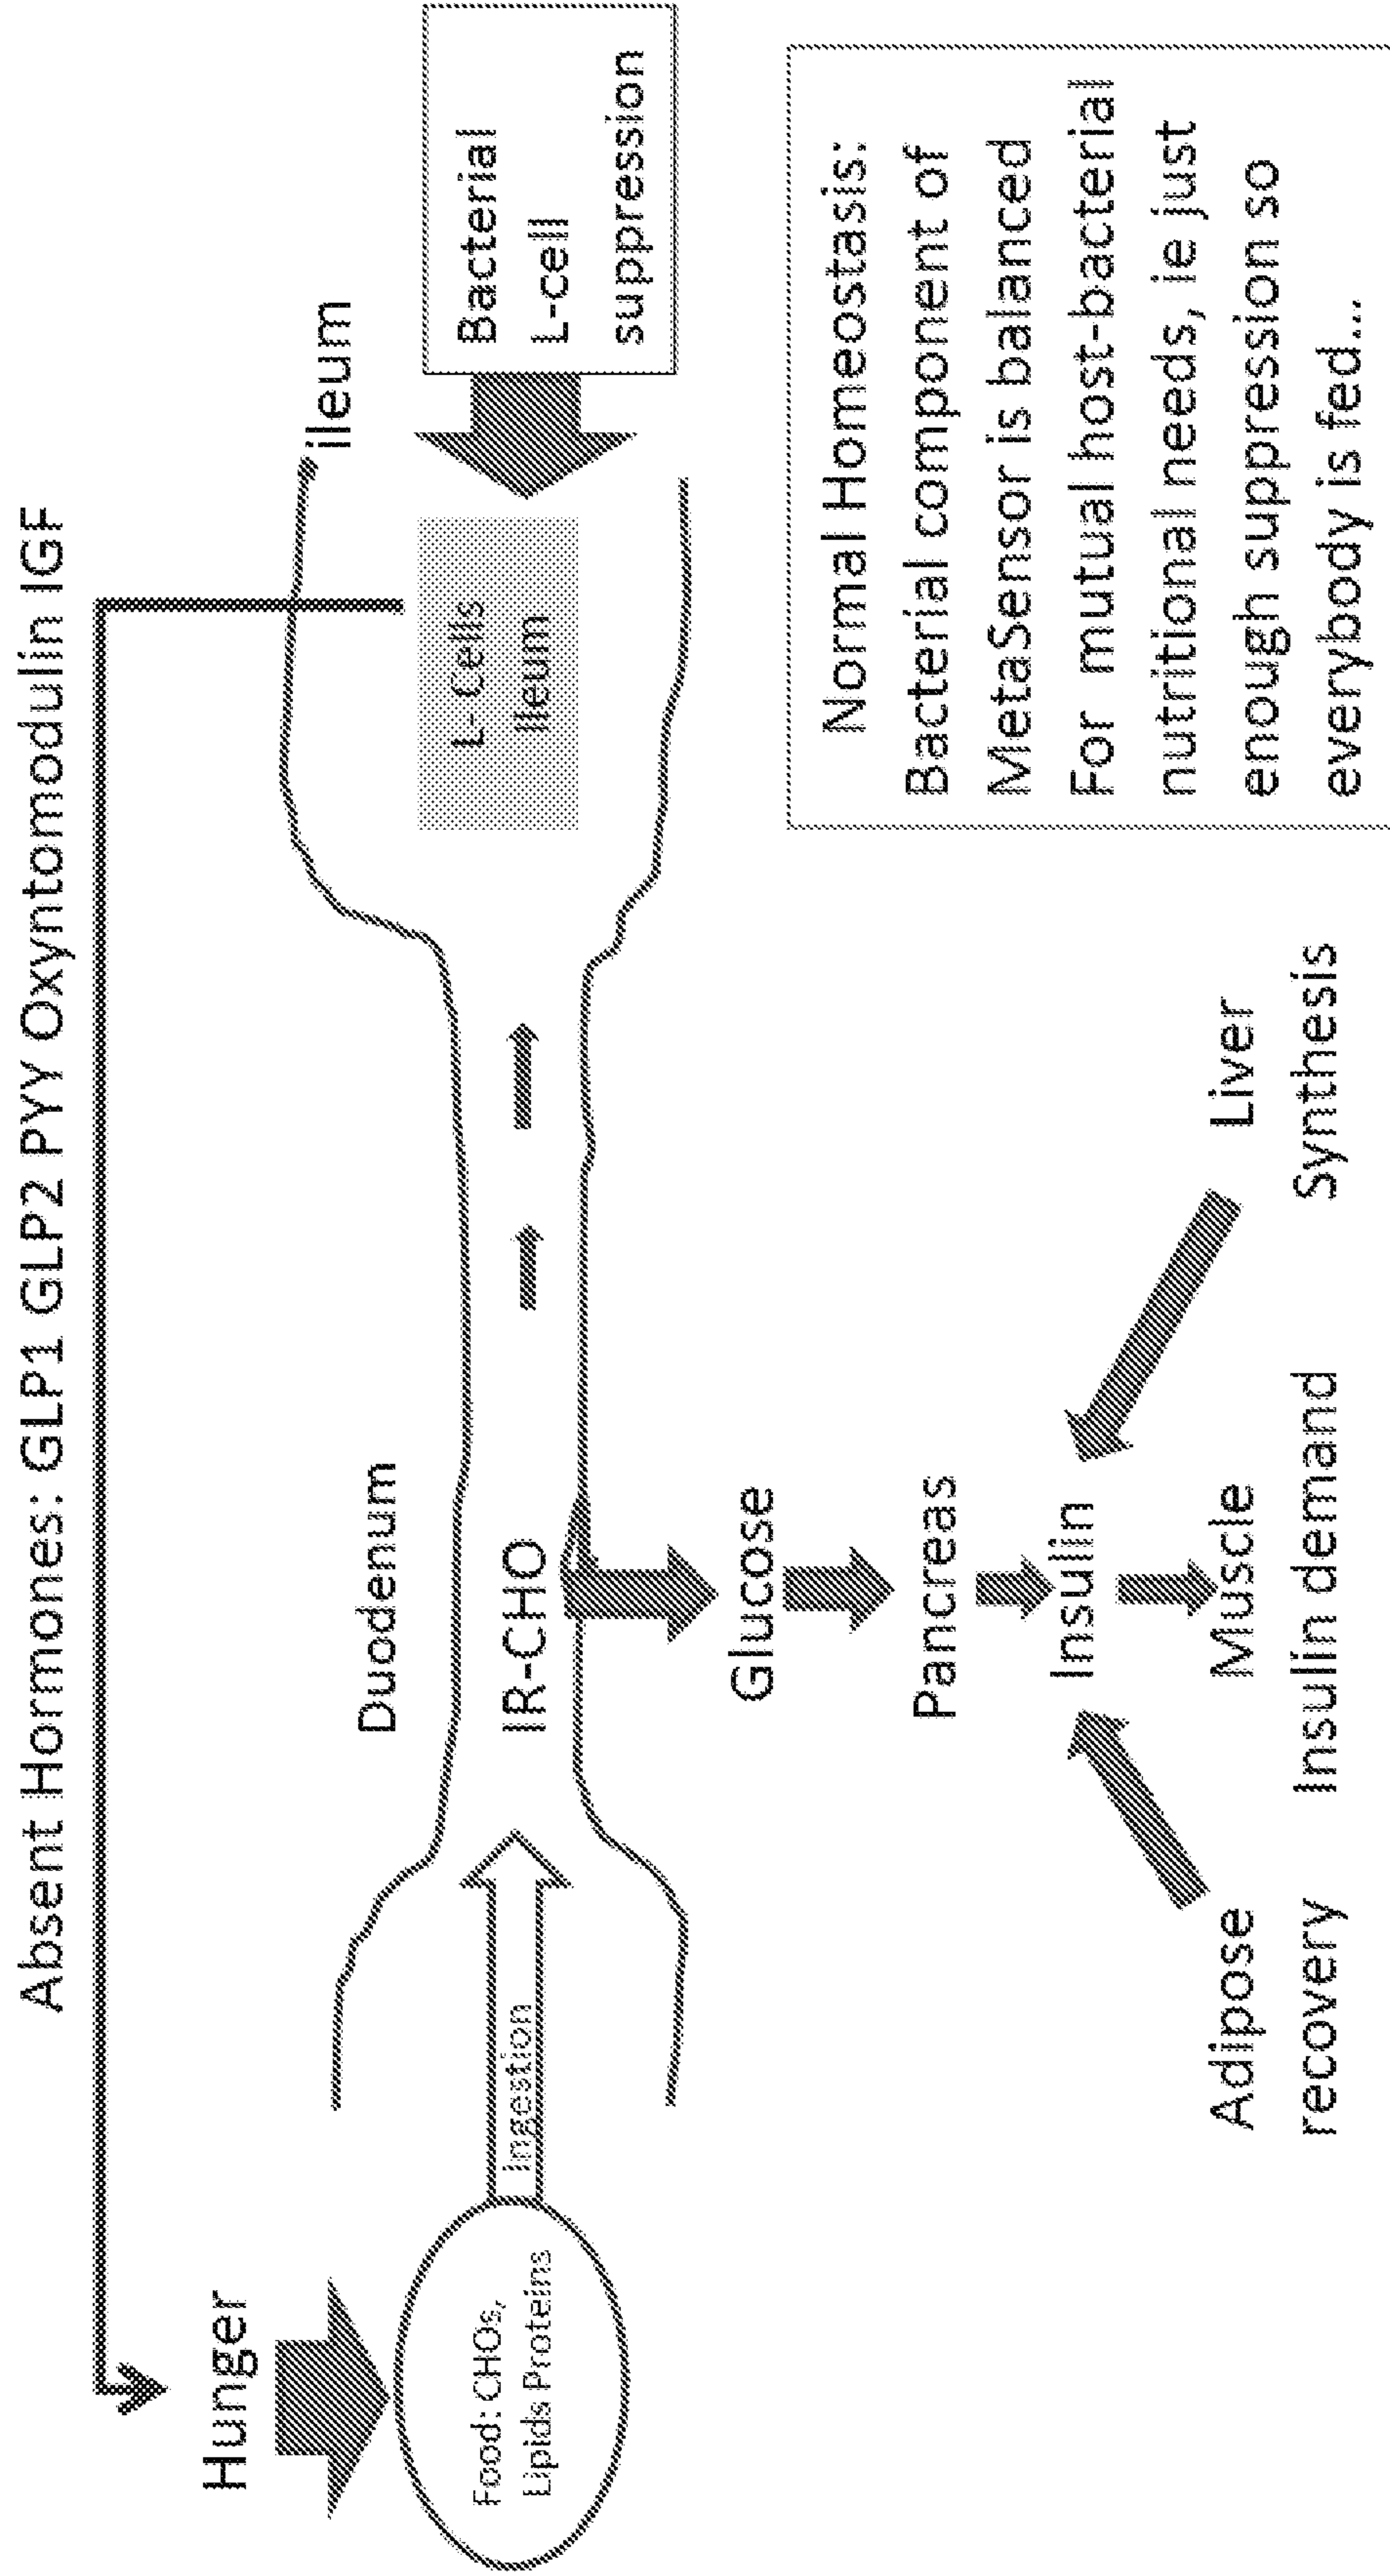 Absent Hormones: GLP1 GLP2 PYY Oxyntomodulin IGF
Hunger
Food: CHOs,
Lipids Proteins
Ingestion
Duodenum
IR-CHO
ileum
L- Cells
Ileum
Bacterial
L-cell
suppression
Glucose
Pancreas
Insulin
Adipose
recovery
Muscle
Insulin demand
Liver
Synthesis
Normal Homeostasis:
Bacterial component of
MetaSensor is balanced
For mutual host-bacterial
nutritional needs, ie just
enough suppression so
everybody is fed...